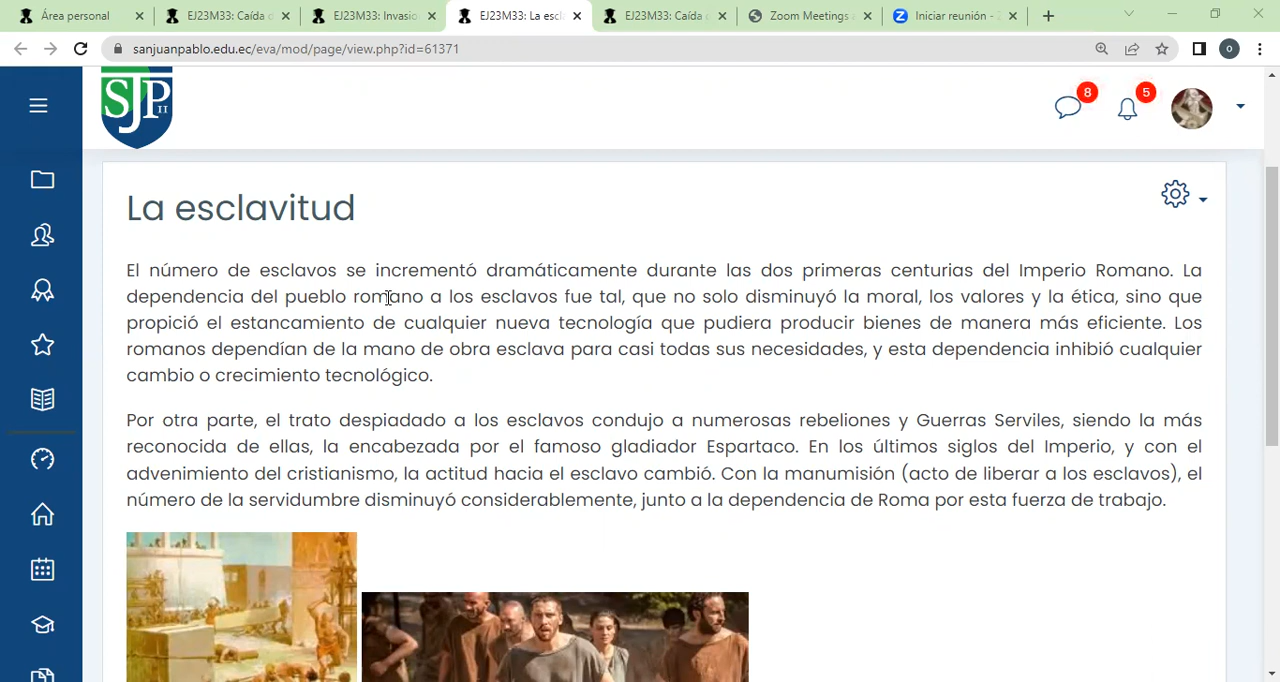 Área personal
EJ23M33: Caída d
EJ23M33: Invasio
EJ23M33: La escla
EJ23M33: Caída d
Zoom Meetings a
Iniciar reunión - Z
sanjuanpablo.edu.ec/eva/mod/page/view.php?id=61371
O
SJP II
8
5
La esclavitud
El número de esclavos se incrementó dramáticamente durante las dos primeras centurias del Imperio Romano. La
dependencia del pueblo romano a los esclavos fue tal, que no solo disminuyó la moral, los valores y la ética, sino que
propició el estancamiento de cualquier nueva tecnología que pudiera producir bienes de manera más eficiente. Los
romanos dependían de la mano de obra esclava para casi todas sus necesidades, y esta dependencia inhibió cualquier
cambio o crecimiento tecnológico.
Por otra parte, el trato despiadado a los esclavos condujo a numerosas rebeliones y Guerras Serviles, siendo la más
reconocida de ellas, la encabezada por el famoso gladiador Espartaco. En los últimos siglos del Imperio, y con el
advenimiento del cristianismo, la actitud hacia el esclavo cambió. Con la manumisión (acto de liberar a los esclavos), el
número de la servidumbre disminuyó considerablemente, junto a la dependencia de Roma por esta fuerza de trabajo.